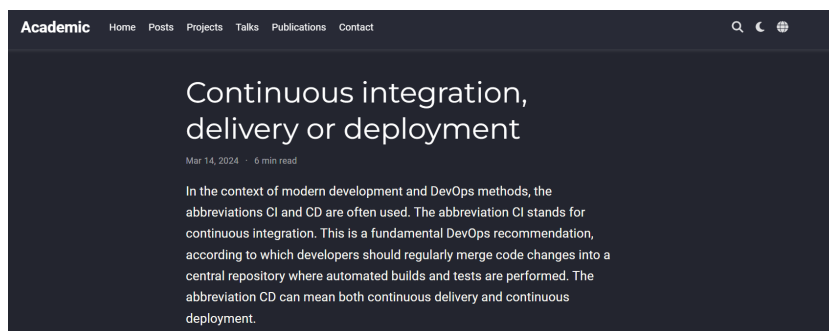 Academic Home Posts Projects Talks Publications Contact
Continuous integration,
delivery or deployment
Mar 14, 2024 · 6 min read
In the context of modern development and DevOps methods, the
abbreviations CI and CD are often used. The abbreviation CI stands for
continuous integration. This is a fundamental DevOps recommendation,
according to which developers should regularly merge code changes into a
central repository where automated builds and tests are performed. The
abbreviation CD can mean both continuous delivery and continuous
deployment.